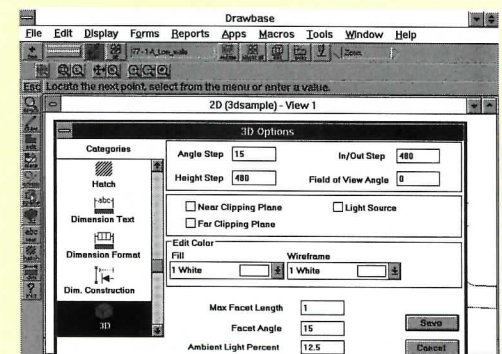 Drawbase
File Edit Display Forms Reports Apps Macros Tools Window Help
Zoom
Esc Locate the next point, select from the menu or enter a value.
2D (3dsample) - View 1
3D Options
Categories
Hatch
abc
Dimension Text
Dimension Format
Dim. Construction
3D
Angle Step 15 In/Out Step 480
Height Step 480 Field of View Angle 0
Near Clipping Plane Light Source
Far Clipping Plane
Edit Color
Fill Wireframe
1 White 1 White
Max Facet Length 1
Facet Angle 15 Save
Ambient Light Percent 12.5 Cancel